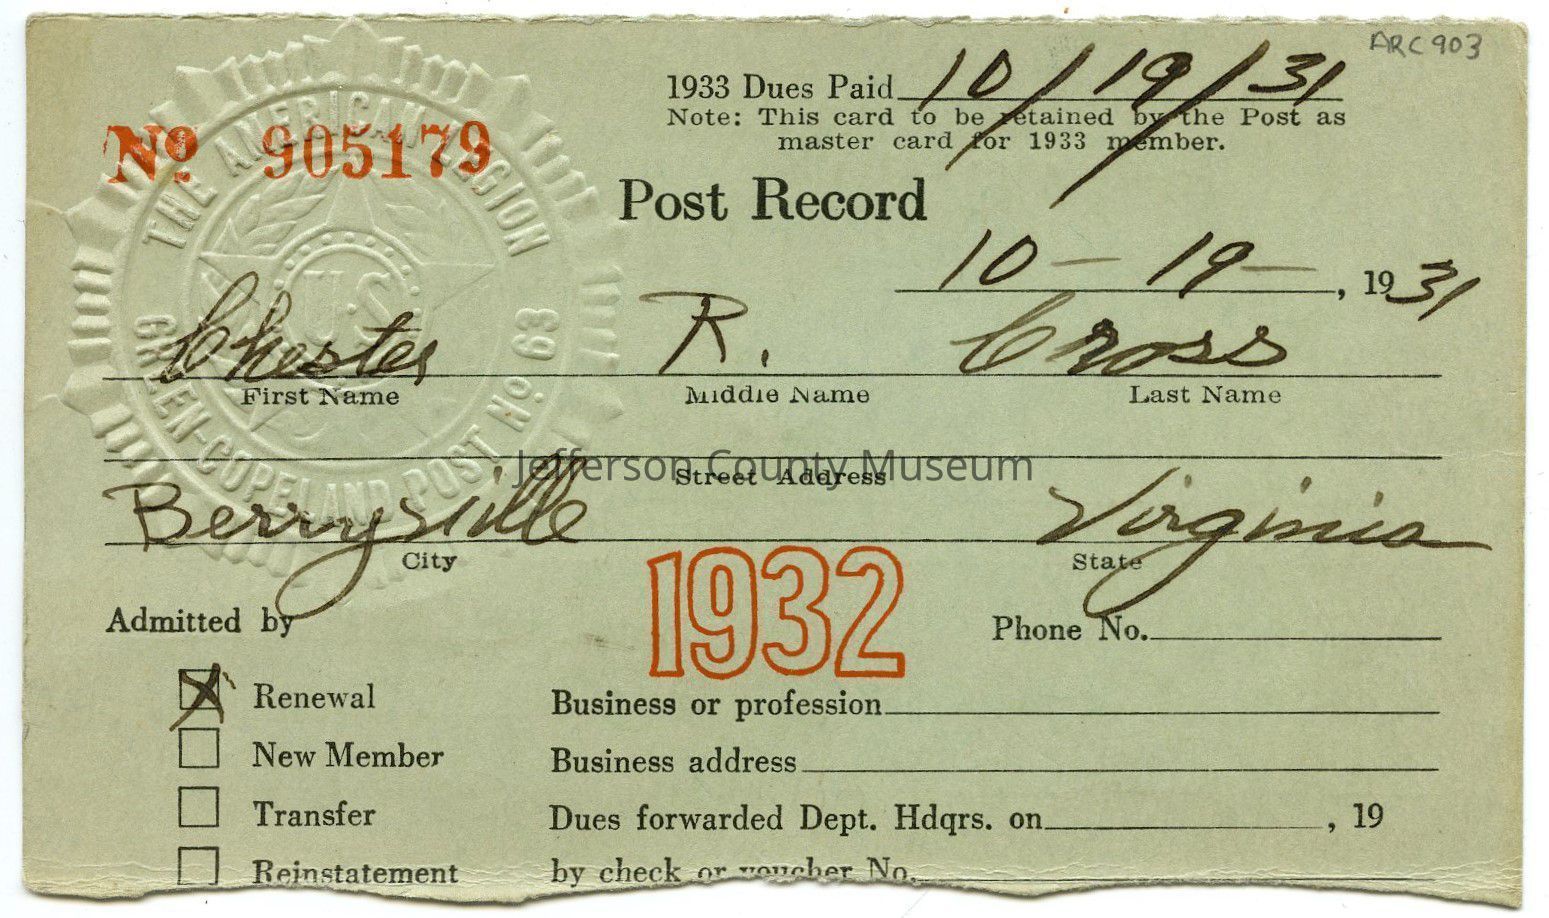 ARC 903
1933 Dues Paid 10/19/31
Note: This card to be retained by the Post as
master card for 1933 member.
No 905179
THE AMERICAN LEGION
U.S.
GREEN-COPELAND POST No. 63
Post Record
10 - 19 - , 1931
Chester R. Cross
First Name Middle Name Last Name
Jefferson County Museum
Street Address
Berryville Virginia
City State
1932
Admitted by Phone No.
X Renewal Business or profession
New Member Business address
Transfer Dues forwarded Dept. Hdqrs. on , 19
Reinstatement by check or voucher No.